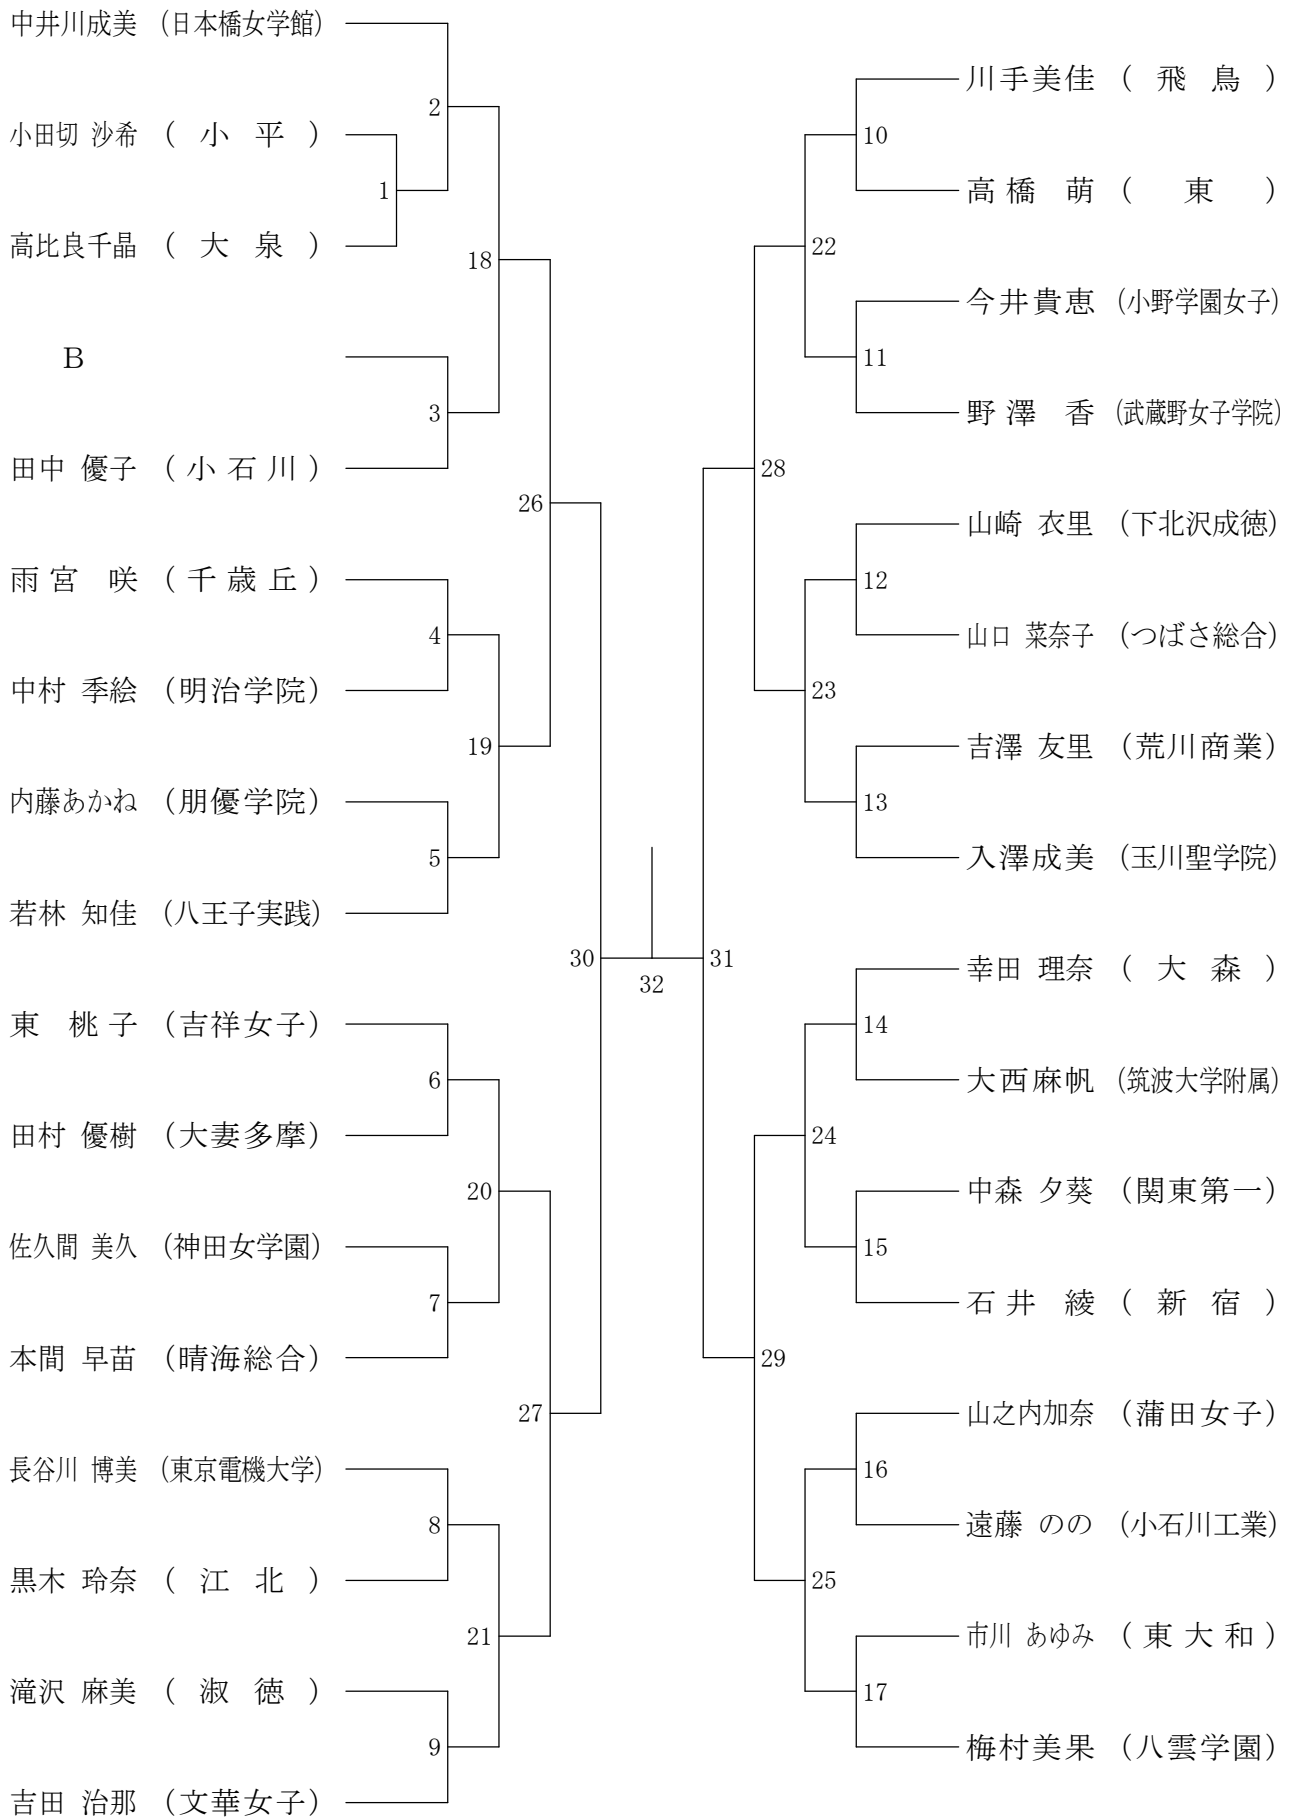 中井川成美 (日本橋女学館)
小田切 沙希 ( 小 平 )
高比良千晶 ( 大 泉 )
B
田中 優子 ( 小 石 川 )
雨 宮 咲 ( 千 歳 丘 )
中村 季絵 (明治学院)
内藤あかね (朋優学院)
若林 知佳 (八王子実践)
東 桃 子 (吉祥女子)
田村 優樹 (大妻多摩)
佐久間 美久 (神田女学園)
本間 早苗 (晴海総合)
長谷川 博美 (東京電機大学)
黒木 玲奈 ( 江 北 )
滝沢 麻美 ( 淑 徳 )
吉田 治那 (文華女子)
1
2
3
4
5
6
7
8
9
18
19
20
21
26
27
30
32
31
28
29
22
23
24
25
10
11
12
13
14
15
16
17
川手美佳 ( 飛 鳥 )
高 橋 萌 ( 東 )
今井貴恵 (小野学園女子)
野 澤 香 (武蔵野女子学院)
山崎 衣里 (下北沢成徳)
山口 菜奈子 (つばさ総合)
吉澤 友里 (荒川商業)
入澤成美 (玉川聖学院)
幸田 理奈 ( 大 森 )
大西麻帆 (筑波大学附属)
中森 夕葵 (関東第一)
石 井 綾 ( 新 宿 )
山之内加奈 (蒲田女子)
遠藤 のの (小石川工業)
市川 あゆみ ( 東 大 和 )
梅村美果 (八雲学園)